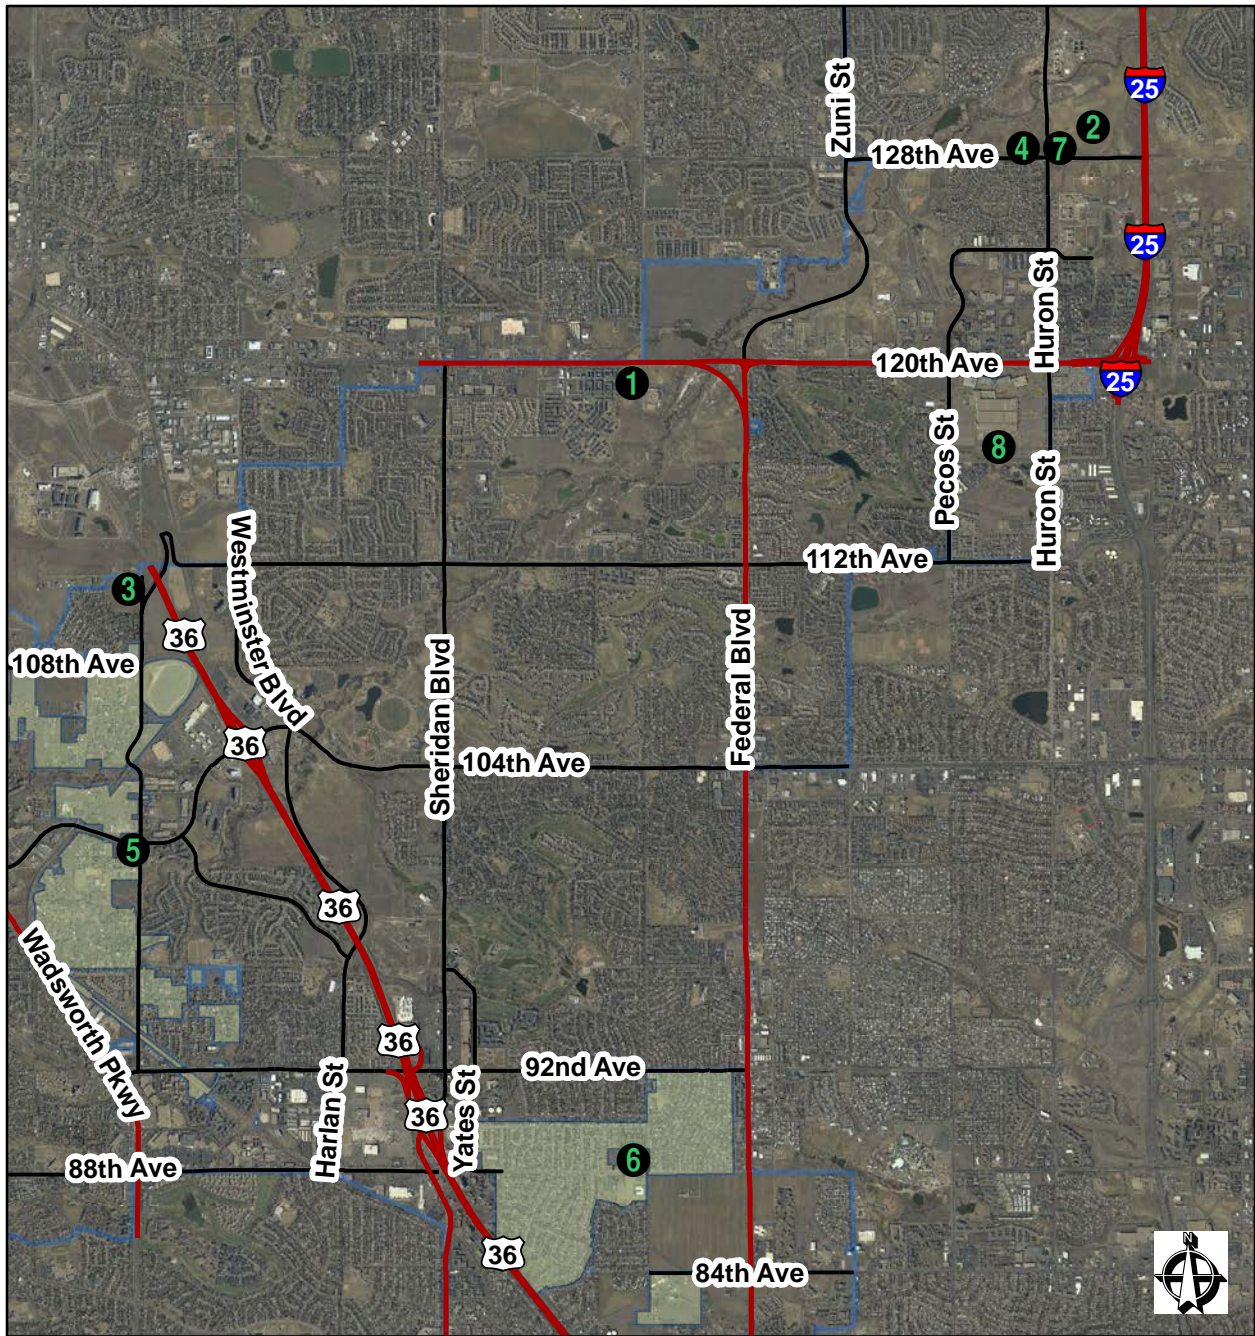 25
Zuni St
2
4
7
128th Ave
25
Huron St
120th Ave
25
1
Pecos St
8
Huron St
112th Ave
Westminster Blvd
3
36
108th Ave
Sheridan Blvd
Federal Blvd
36
104th Ave
5
36
Wadsworth Pkwy
36
92nd Ave
Harlan St
36
Yates St
88th Ave
6
36
84th Ave
N